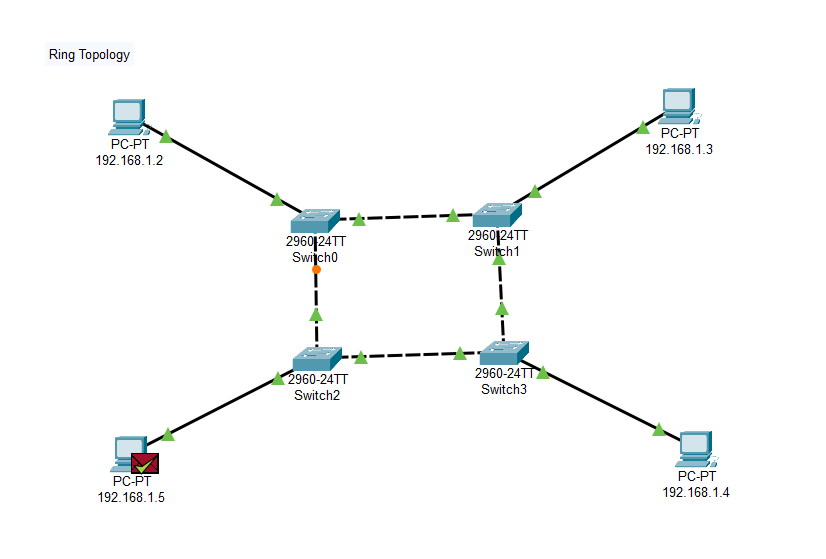 Ring Topology
PC-PT
192.168.1.2
PC-PT
192.168.1.3
2960-24TT
Switch0
2960-24TT
Switch1
2960-24TT
Switch2
2960-24TT
Switch3
PC-PT
192.168.1.5
PC-PT
192.168.1.4